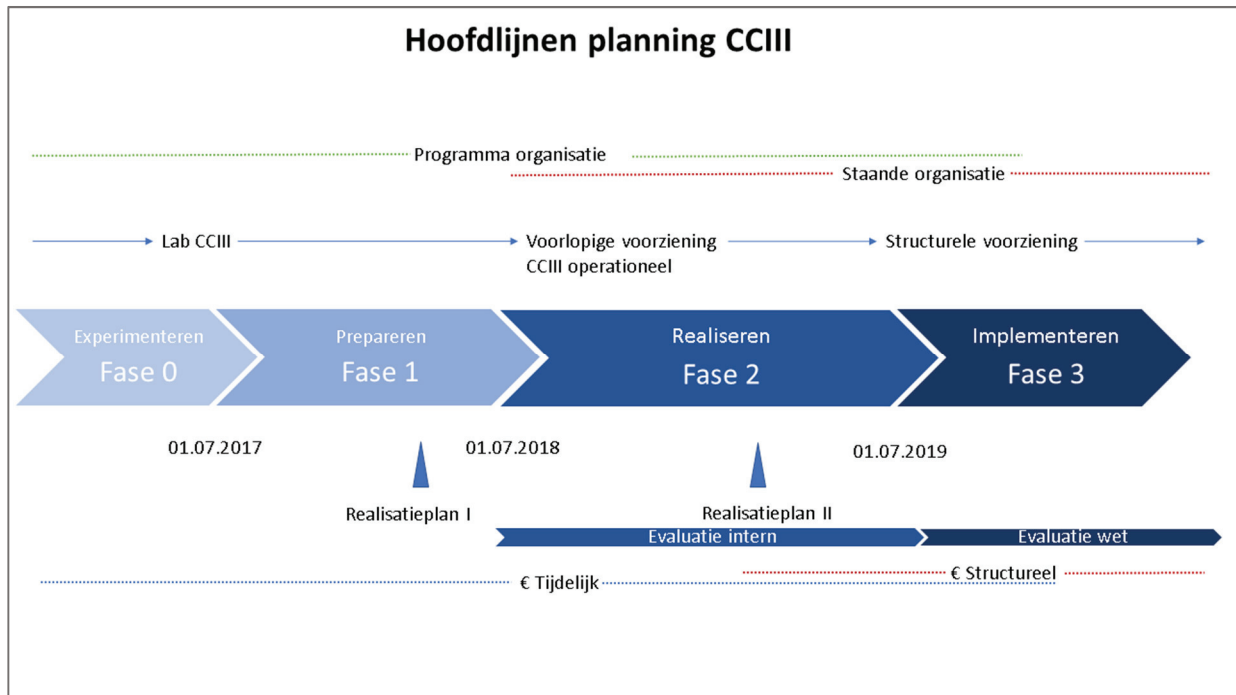 Hoofdlijnen planning CCIII
Programma organisatie
Staande organisatie
Lab CCIII
Voorlopige voorziening
CCIII operationeel
Structurele voorziening
Experimenteren
Fase 0
Prepareren
Fase 1
Realiseren
Fase 2
Implementeren
Fase 3
01.07.2017
01.07.2018
01.07.2019
Realisatieplan I
Realisatieplan II
Evaluatie intern
Evaluatie wet
€ Tijdelijk
€ Structureel